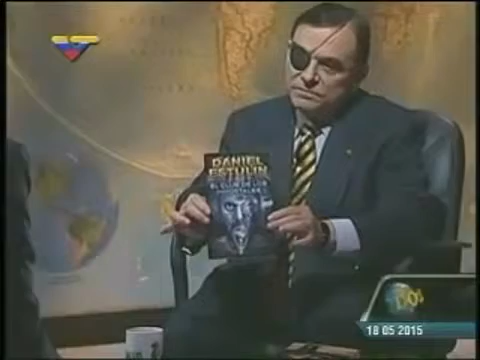 DANIEL
ESTULIN
EL CLUB DE LOS
INMORTALES
18 05 2015